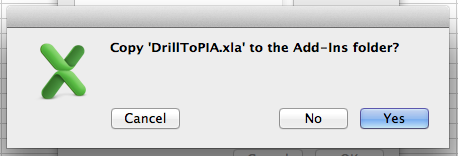 Copy 'DrillToPIA.xla' to the Add-Ins folder?
Cancel
No
Yes